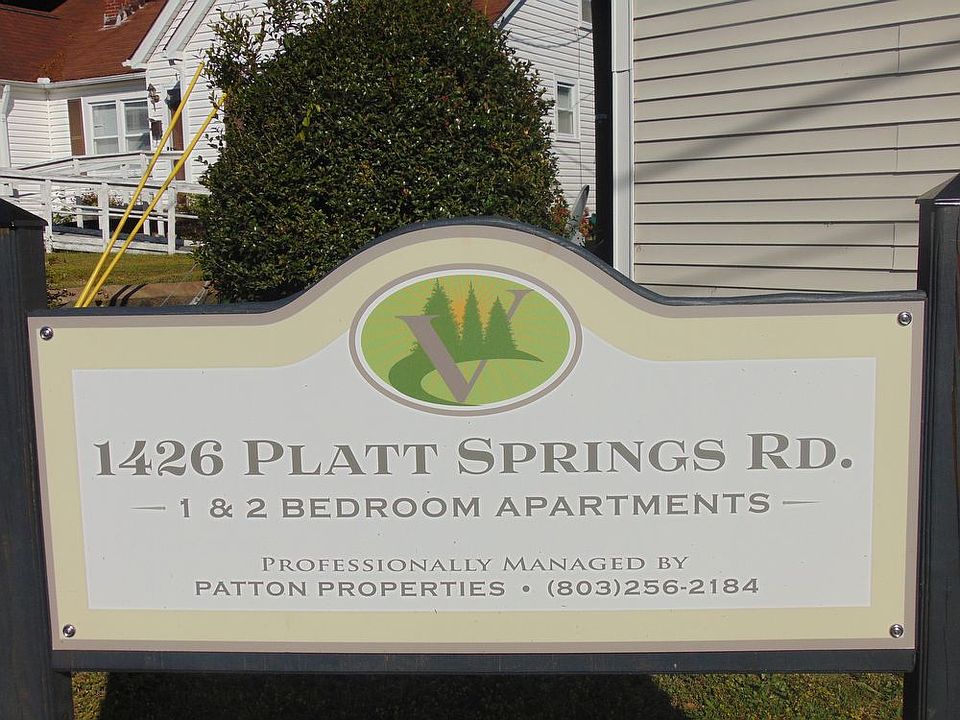 V
1426 PLATT SPRINGS RD.
1 & 2 BEDROOM APARTMENTS
PROFESSIONALLY MANAGED BY
PATTON PROPERTIES • (803)256-2184